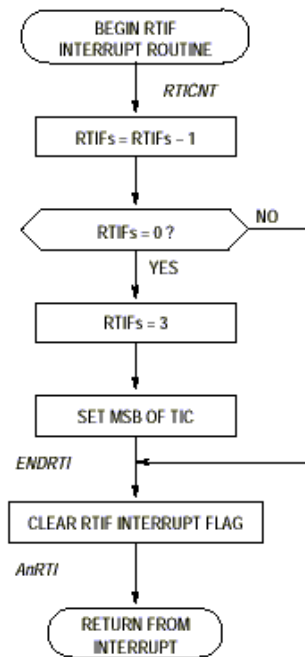 BEGIN RTIF
INTERRUPT ROUTINE
RTICNT
RTIFs = RTIFs – 1
RTIFs = 0 ?
NO
YES
RTIFs = 3
SET MSB OF TIC
ENDRTI
CLEAR RTIF INTERRUPT FLAG
AnRTI
RETURN FROM
INTERRUPT